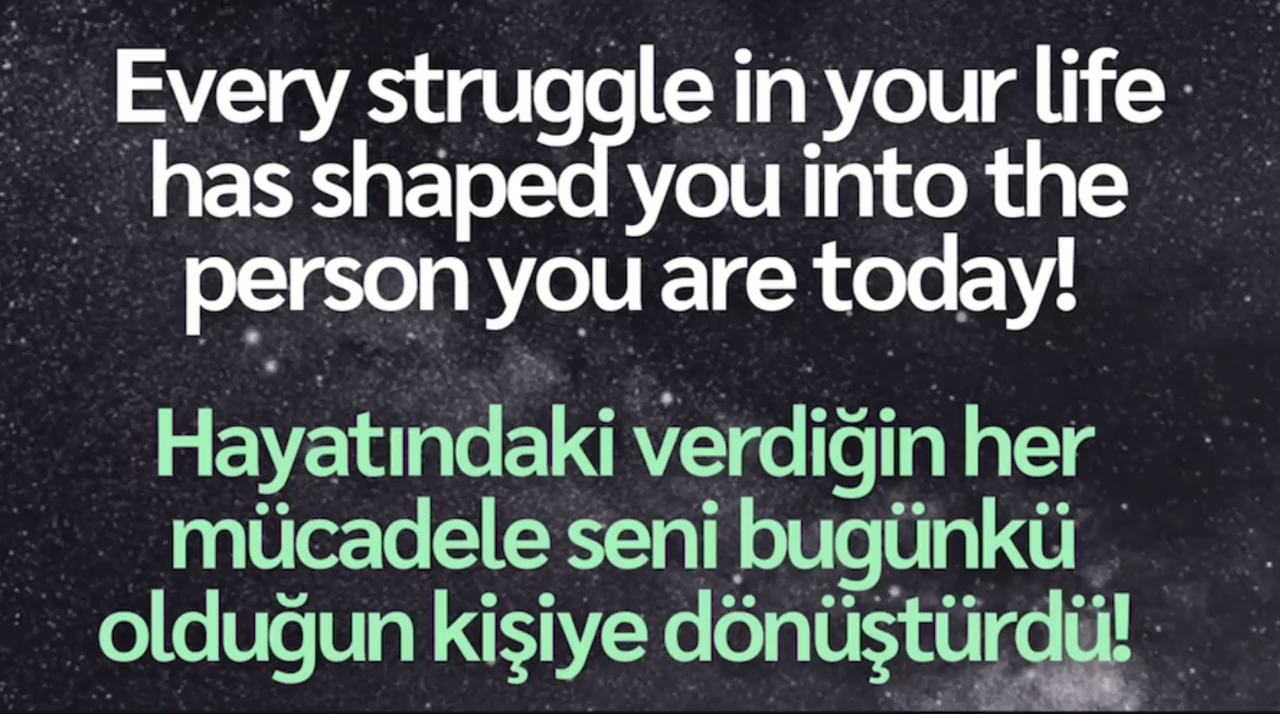 Every struggle in your life
has shaped you into the
person you are today!
Hayatındaki verdiğin her
mücadele seni bugünkü
olduğun kişiye dönüştürdü!